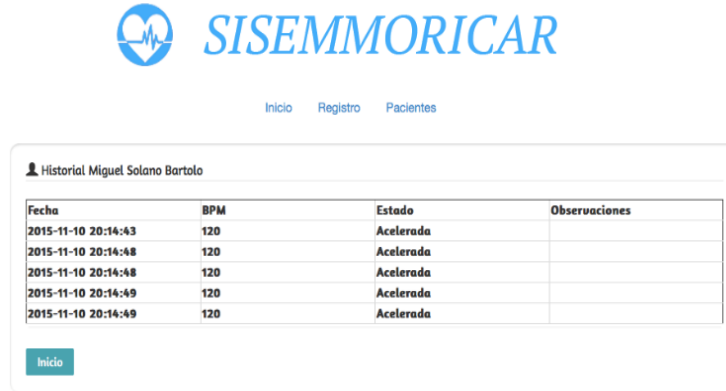 SISEMMORICAR
Inicio Registro Pacientes
Historial Miguel Solano Bartolo
Fecha BPM Estado Observaciones
2015-11-10 20:14:43 120 Acelerada
2015-11-10 20:14:48 120 Acelerada
2015-11-10 20:14:48 120 Acelerada
2015-11-10 20:14:49 120 Acelerada
2015-11-10 20:14:49 120 Acelerada
Inicio